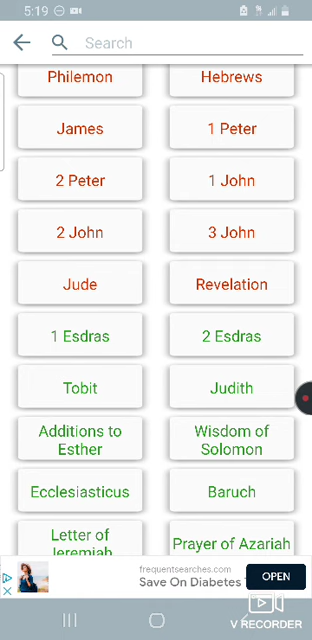 5:19
Search
Philemon
Hebrews
James
1 Peter
2 Peter
1 John
2 John
3 John
Jude
Revelation
1 Esdras
2 Esdras
Tobit
Judith
Additions to
Esther
Wisdom of
Solomon
Ecclesiasticus
Baruch
Letter of
Jeremiah
Prayer of Azariah
frequentsearches.com
Save On Diabetes
OPEN
V RECORDER